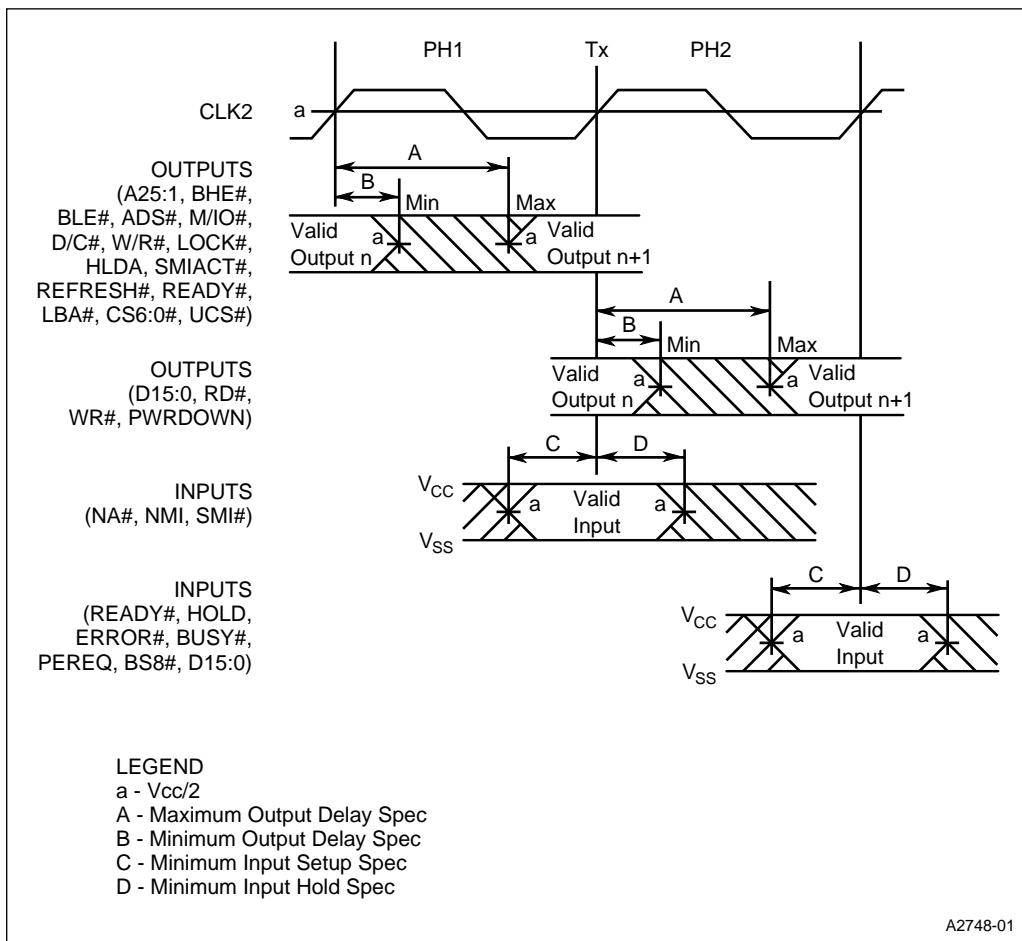 PH1 Tx PH2
CLK2 a
OUTPUTS
(A25:1, BHE#,
BLE#, ADS#, M/IO#,
D/C#, W/R#, LOCK#,
HLDA, SMIACT#,
REFRESH#, READY#,
LBA#, CS6:0#, UCS#)
A
B
Min Max
Valid
Output n
a a
Valid
Output n+1
OUTPUTS
(D15:0, RD#,
WR#, PWRDOWN)
A
B
Min Max
Valid
Output n
a a
Valid
Output n+1
INPUTS
(NA#, NMI, SMI#)
C D
VCC
VSS
a
Valid
Input
a
INPUTS
(READY#, HOLD,
ERROR#, BUSY#,
PEREQ, BS8#, D15:0)
C D
VCC
VSS
a
Valid
Input
a
LEGEND
a - Vcc/2
A - Maximum Output Delay Spec
B - Minimum Output Delay Spec
C - Minimum Input Setup Spec
D - Minimum Input Hold Spec
A2748-01